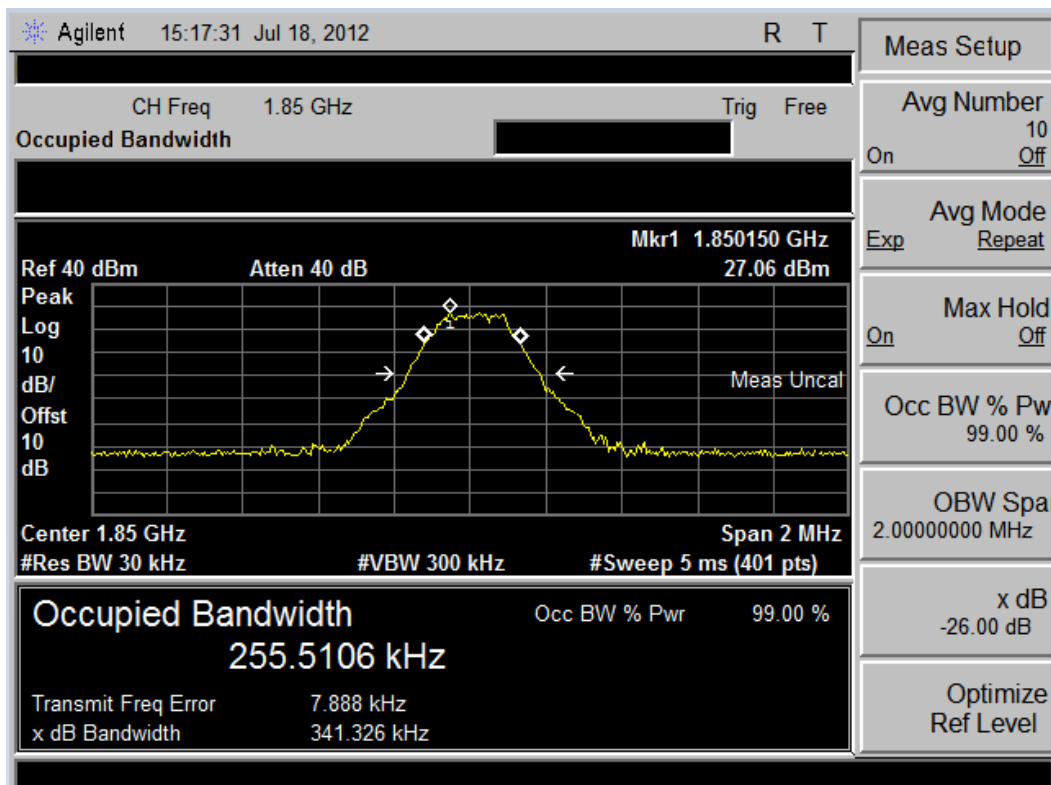 Agilent 15:17:31 Jul 18, 2012 R T
CH Freq 1.85 GHz Trig Free
Occupied Bandwidth
Mkr1 1.850150 GHz
Ref 40 dBm Atten 40 dB 27.06 dBm
Peak
Log
10
dB/
Offst
10
dB
1
Meas Uncal
Center 1.85 GHz Span 2 MHz
#Res BW 30 kHz #VBW 300 kHz #Sweep 5 ms (401 pts)
Occupied Bandwidth Occ BW % Pwr 99.00 %
255.5106 kHz
Transmit Freq Error 7.888 kHz
x dB Bandwidth 341.326 kHz
Meas Setup
Avg Number
10
On Off
Avg Mode
Exp Repeat
Max Hold
On Off
Occ BW % Pw
99.00 %
OBW Spa
2.00000000 MHz
x dB
-26.00 dB
Optimize
Ref Level